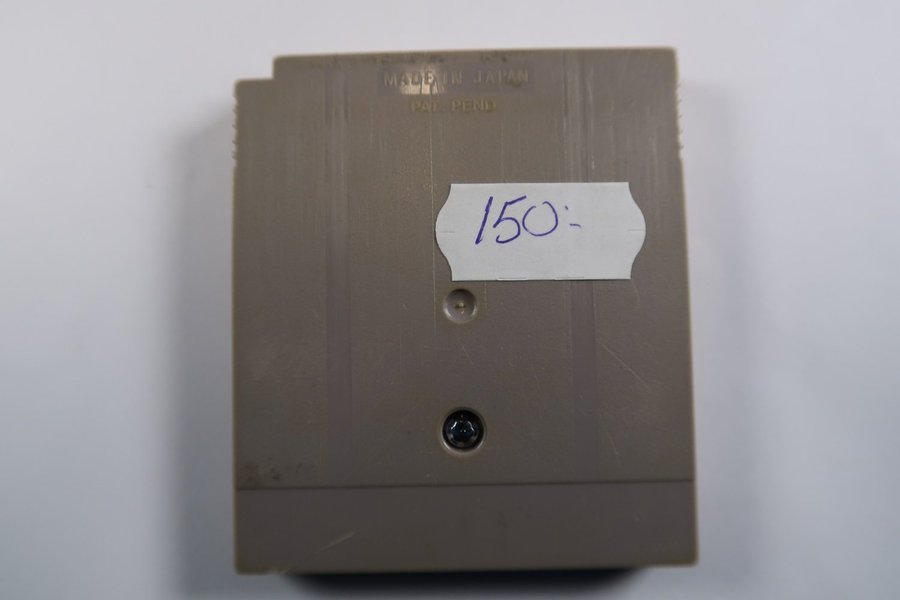 MADE IN JAPAN
PAT. PEND
150:-